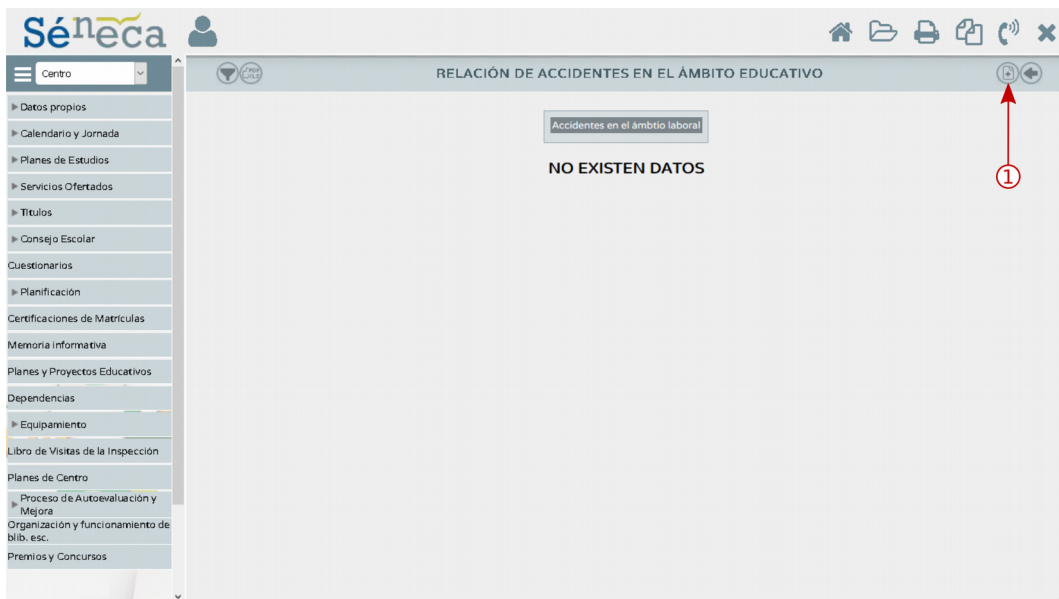 Séneca
Centro
RELACIÓN DE ACCIDENTES EN EL ÁMBITO EDUCATIVO
Datos propios
Calendario y Jornada
Planes de Estudios
Servicios Ofertados
Títulos
Consejo Escolar
Cuestionarios
Planificación
Certificaciones de Matrículas
Memoria informativa
Planes y Proyectos Educativos
Dependencias
Equipamiento
Libro de Visitas de la Inspección
Planes de Centro
Proceso de Autoevaluación y
Mejora
Organización y funcionamiento de
blib. esc.
Premios y Concursos
Accidentes en el ámbtio laboral
NO EXISTEN DATOS
1